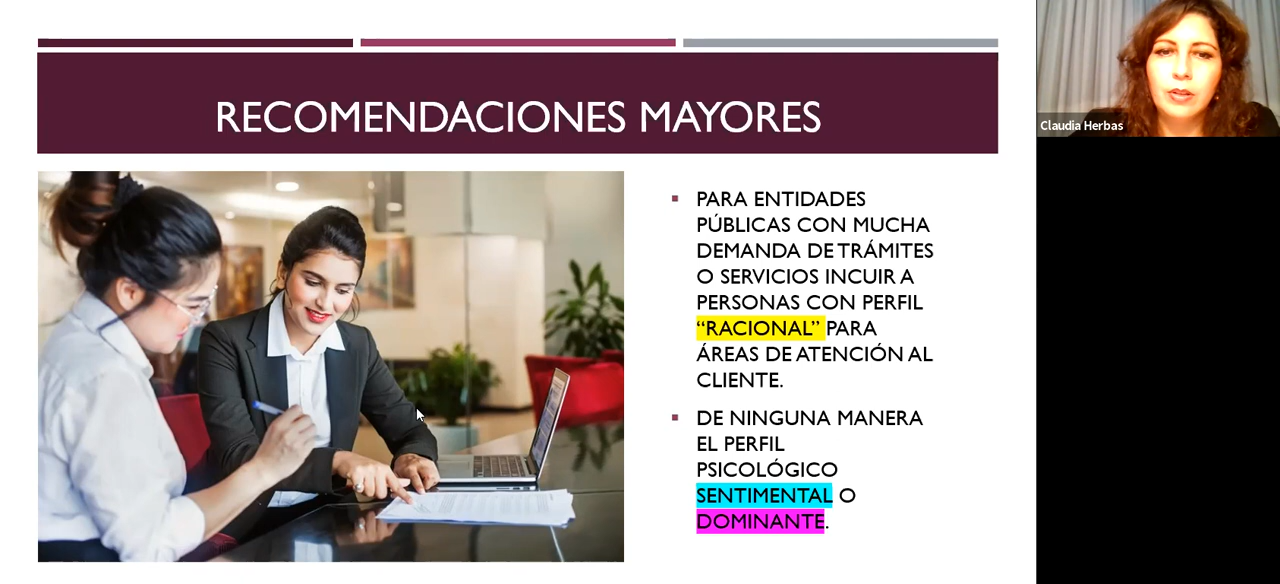 RECOMENDACIONES MAYORES
PARA ENTIDADES
PÚBLICAS CON MUCHA
DEMANDA DE TRÁMITES
O SERVICIOS INCUIR A
PERSONAS CON PERFIL
“RACIONAL” PARA
ÁREAS DE ATENCIÓN AL
CLIENTE.
DE NINGUNA MANERA
EL PERFIL
PSICOLÓGICO
SENTIMENTAL O
DOMINANTE.
Claudia Herbas